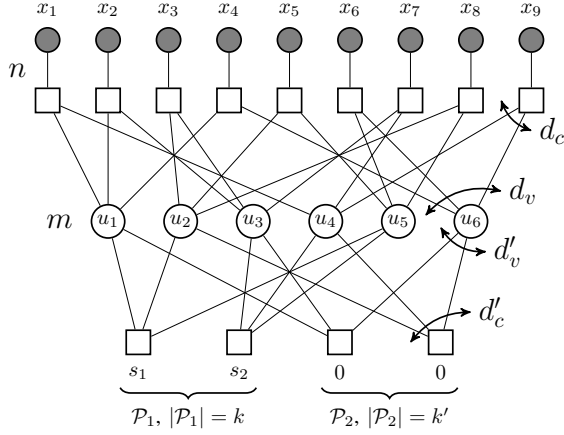 x₁ x₂ x₃ x₄ x₅ x₆ x₇ x₈ x₉
n
d_c
d_v
m u₁ u₂ u₃ u₄ u₅ u₆
d'_v
d'_c
s₁ s₂ 0 0
𝒫₁, |𝒫₁| = k 𝒫₂, |𝒫₂| = k'